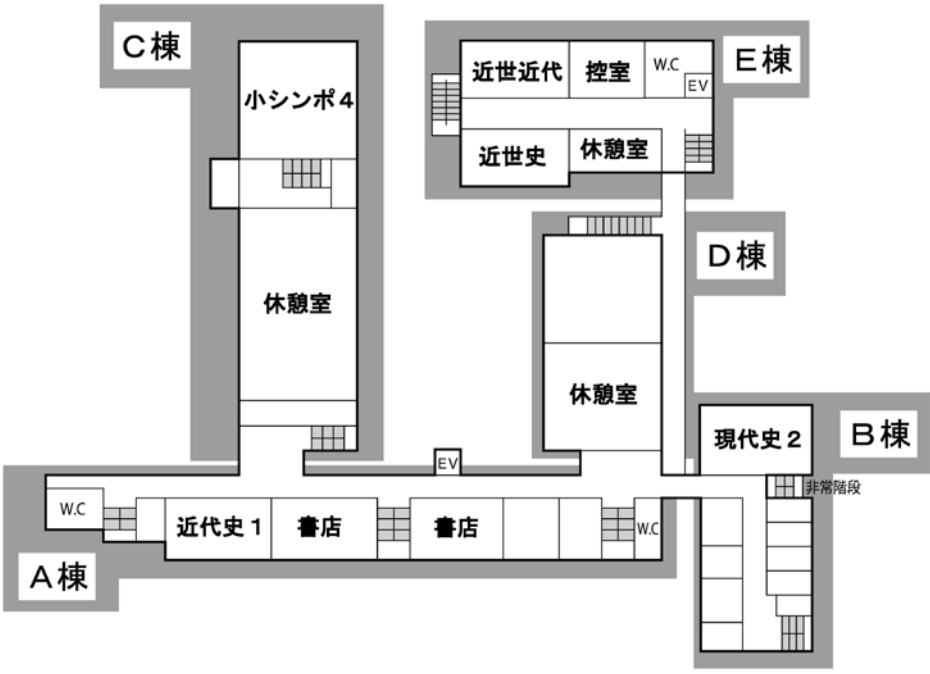 C棟
小シンポ4
休憩室
近世近代
控室
W.C
EV
E棟
近世史
休憩室
D棟
休憩室
現代史2
B棟
非常階段
EV
W.C
近代史1
書店
書店
W.C
A棟